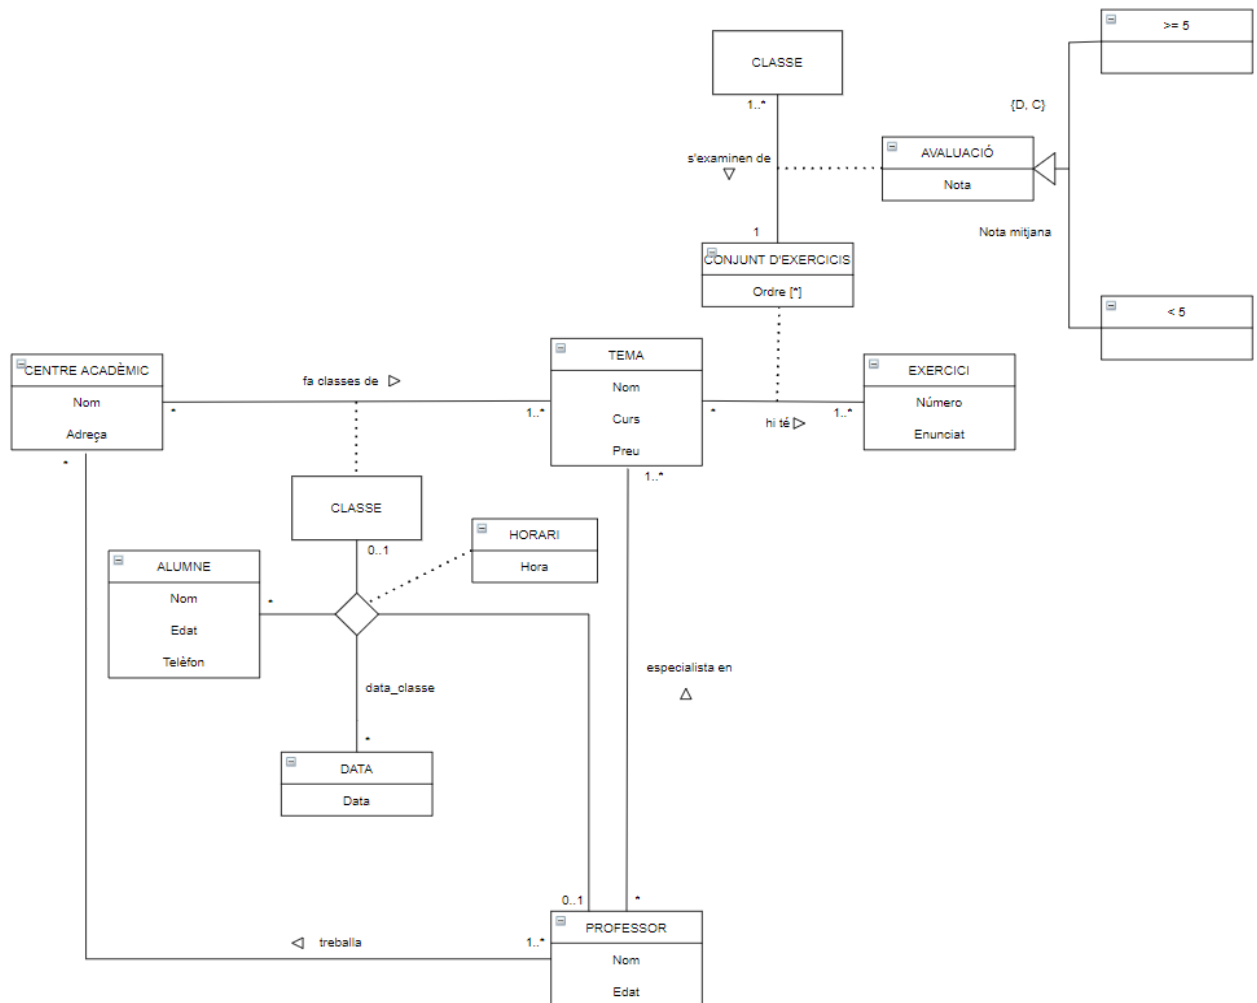 >= 5
CLASSE
1..*
{D, C}
s'examinen de
AVALUACIÓ
Nota
1
Nota mitjana
CONJUNT D'EXERCICIS
Ordre [*]
< 5
CENTRE ACADÈMIC
Nom
Adreça
*
*
fa classes de
1..*
TEMA
Nom
Curs
Preu
*
hi té
1..*
EXERCICI
Número
Enunciat
1..*
CLASSE
0..1
HORARI
Hora
ALUMNE
Nom
Edat
Telèfon
*
data_classe
*
DATA
Data
especialista en
0..1
*
treballa
1..*
PROFESSOR
Nom
Edat